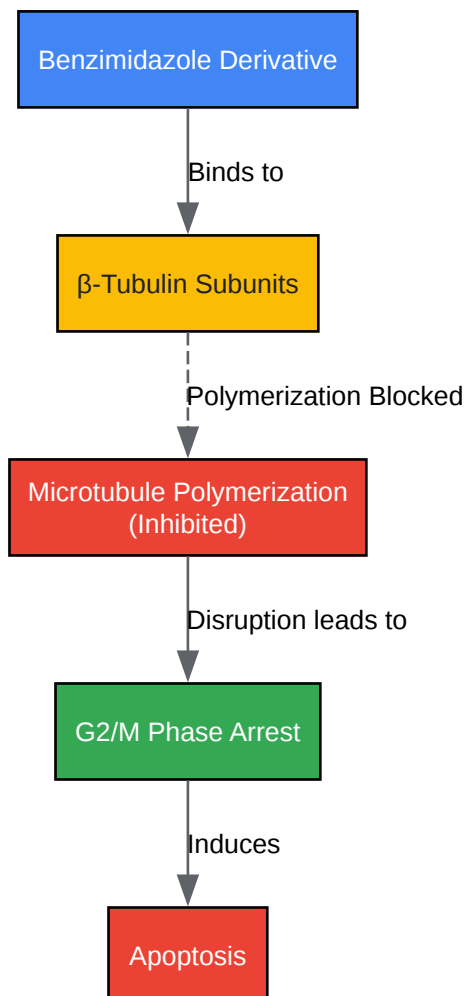 Benzimidazole Derivative
Binds to
β-Tubulin Subunits
Polymerization Blocked
Microtubule Polymerization
(Inhibited)
Disruption leads to
G2/M Phase Arrest
Induces
Apoptosis